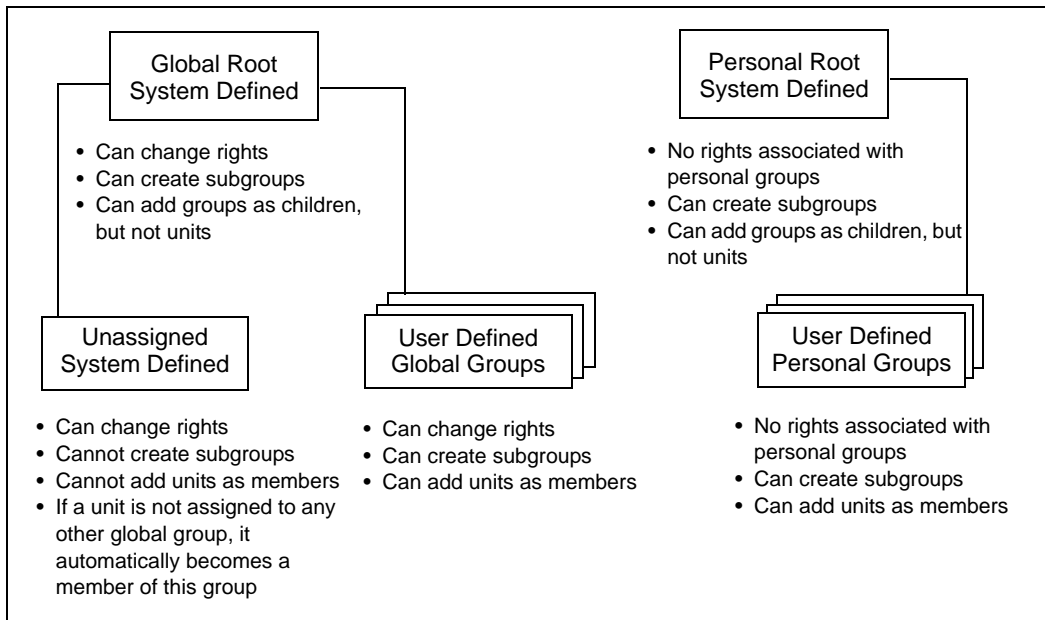 Global Root
System Defined
• Can change rights
• Can create subgroups
• Can add groups as children,
but not units
Personal Root
System Defined
• No rights associated with
personal groups
• Can create subgroups
• Can add groups as children, but
not units
Unassigned
System Defined
• Can change rights
• Cannot create subgroups
• Cannot add units as members
• If a unit is not assigned to any
other global group, it
automatically becomes a
member of this group
User Defined
Global Groups
• Can change rights
• Can create subgroups
• Can add units as members
User Defined
Personal Groups
• No rights associated with
personal groups
• Can create subgroups
• Can add units as members